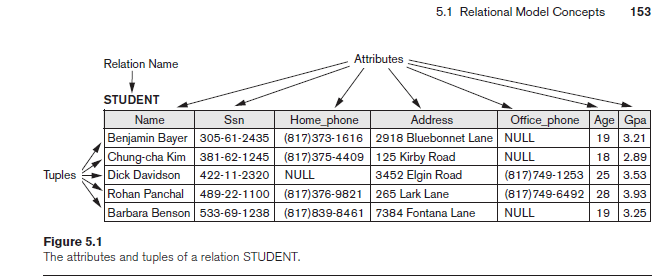 5.1 Relational Model Concepts 153
Relation Name
Attributes
STUDENT
Name Ssn Home_phone Address Office_phone Age Gpa
Benjamin Bayer 305-61-2435 (817)373-1616 2918 Bluebonnet Lane NULL 19 3.21
Chung-cha Kim 381-62-1245 (817)375-4409 125 Kirby Road NULL 18 2.89
Tuples Dick Davidson 422-11-2320 NULL 3452 Elgin Road (817)749-1253 25 3.53
Rohan Panchal 489-22-1100 (817)376-9821 265 Lark Lane (817)749-6492 28 3.93
Barbara Benson 533-69-1238 (817)839-8461 7384 Fontana Lane NULL 19 3.25
Figure 5.1
The attributes and tuples of a relation STUDENT.